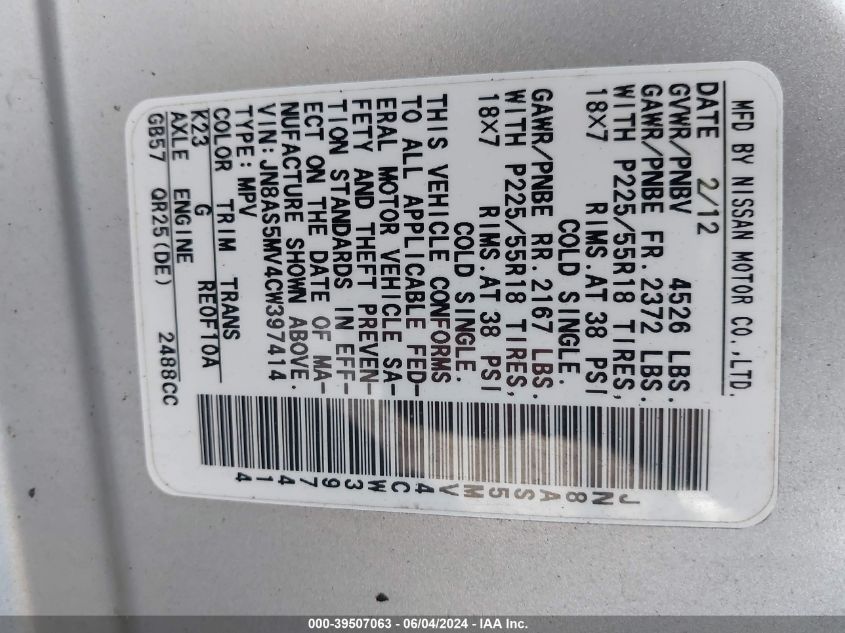 MFD BY NISSAN MOTOR CO.,LTD.
DATE 2/12
GVWR/PNBV 4526 LBS.
GAWR/PNBE FR. 2372 LBS.
WITH P225/55R18 TIRES,
18X7 RIMS.AT 38 PSI
COLD SINGLE.
GAWR/PNBE RR. 2167 LBS.
WITH P225/55R18 TIRES,
18X7 RIMS.AT 38 PSI
COLD SINGLE.
THIS VEHICLE CONFORMS
TO ALL APPLICABLE FED-
ERAL MOTOR VEHICLE SA-
FETY AND THEFT PREVEN-
TION STANDARDS IN EFF-
ECT ON THE DATE OF MA-
NUFACTURE SHOWN ABOVE.
VIN: JN8AS5MV4CW397414
TYPE: MPV
COLOR TRIM TRANS
K23 G RE0F10A
AXLE ENGINE
GB57 QR25(DE) 2488CC
JN8AS5MV4CW397414
000-39507063 - 06/04/2024 - IAA Inc.